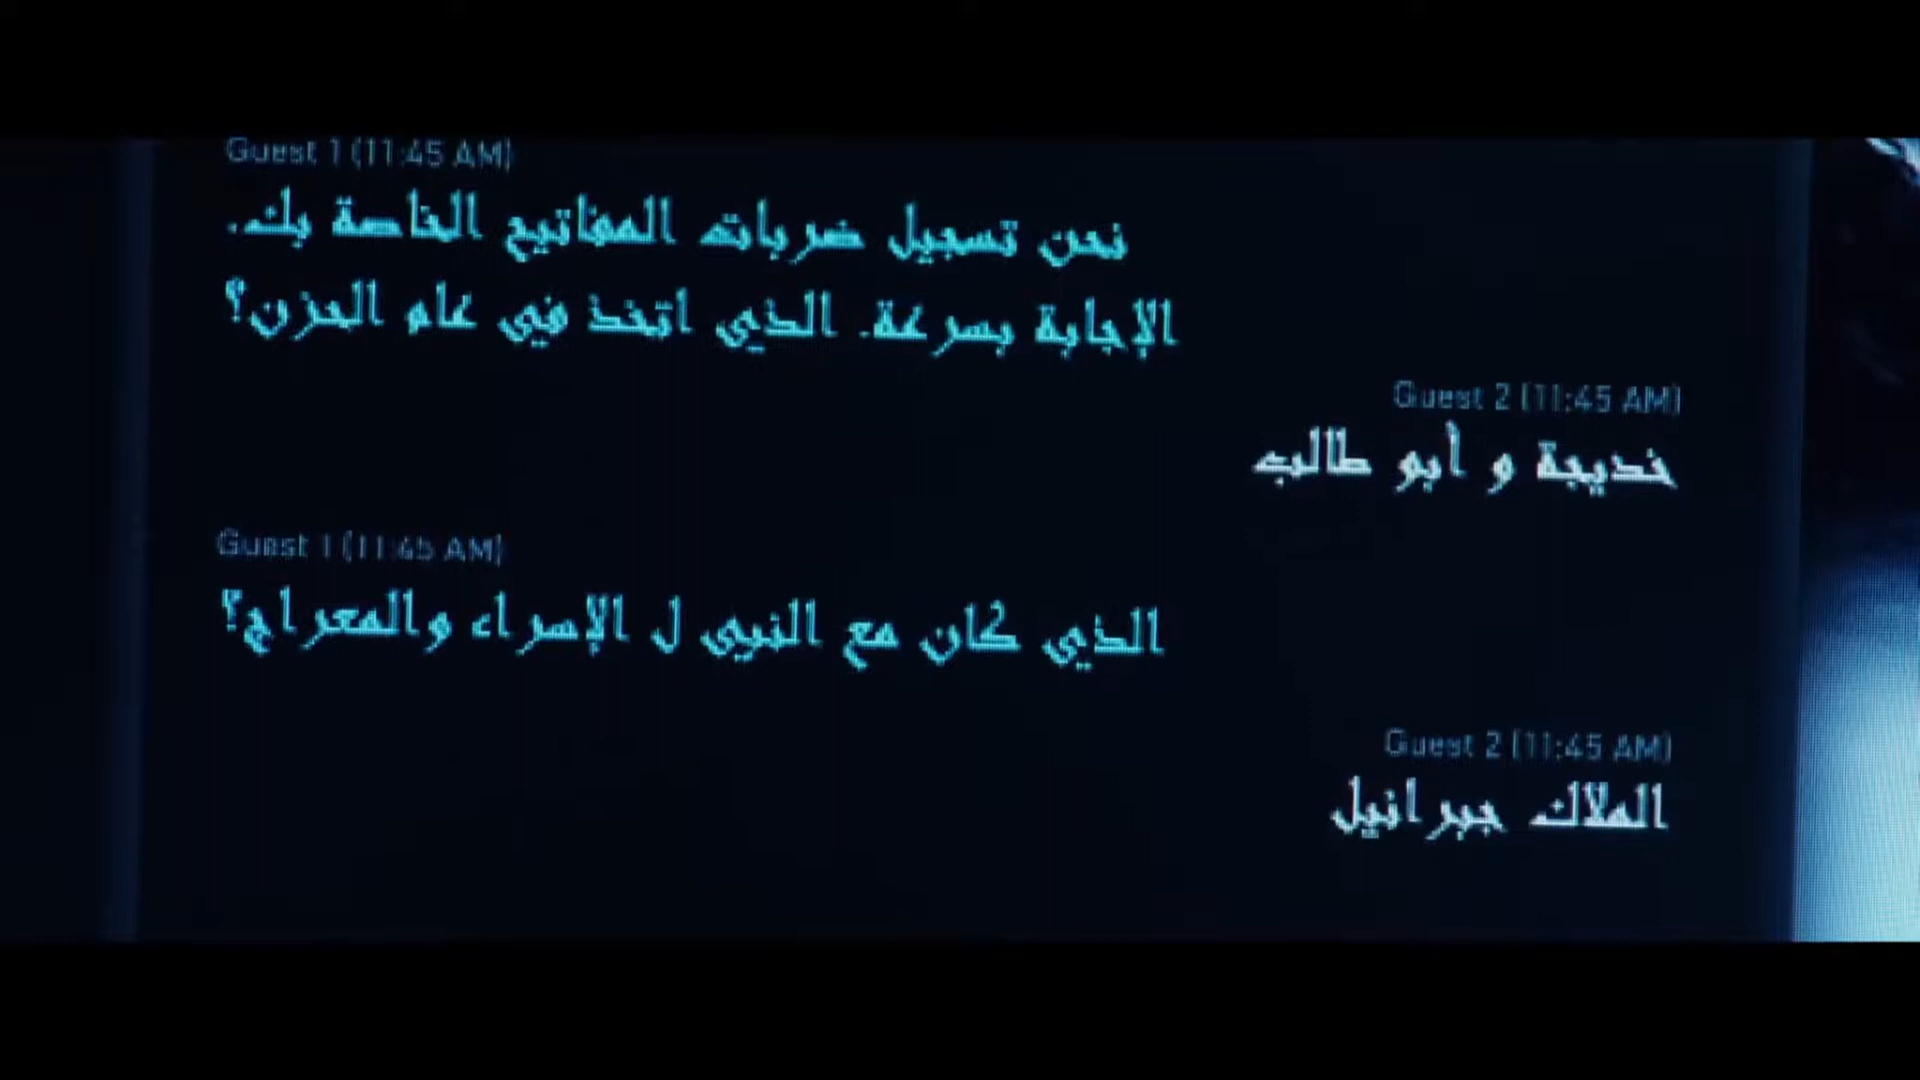 Guest 1 (11:45 AM)
نحن تسجيل ضربات المفاتيح الخاصة بك.
الإجابة بسرعة. الذي اتخذ في عام الحزن؟
Guest 2 (11:45 AM)
خديجة و أبو طالب
Guest 1 (11:45 AM)
الذي كان مع النبي ل الإسراء والمعراج؟
Guest 2 (11:45 AM)
الملاك جبرائيل